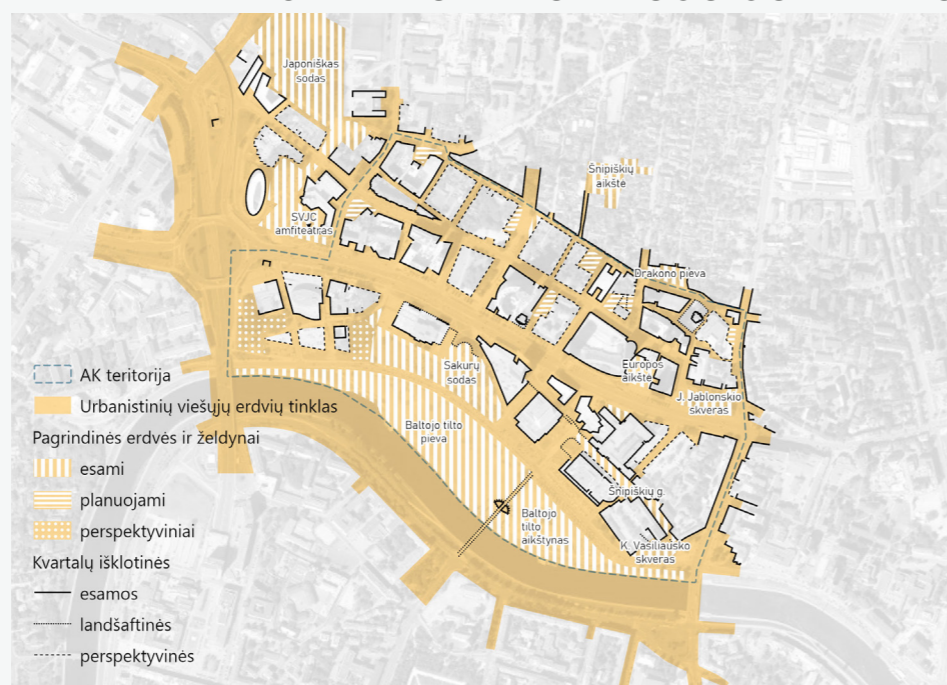 Japoniškas
sodas
Šnipiškių
aikštė
SVJC
amfiteatras
Drakono pieva
Sakurų
sodas
Europos
aikštė
J. Jablonskio
skveras
Baltojo tilto
pieva
Šnipiškių g.
Baltojo
tilto
aikštynas
K. Vasiliausko
skveras
AK teritorija
Urbanistinių viešųjų erdvių tinklas
Pagrindinės erdvės ir želdynai
esami
planuojami
perspektyviniai
Kvartalų išklotinės
esamos
landšaftinės
perspektyvinės